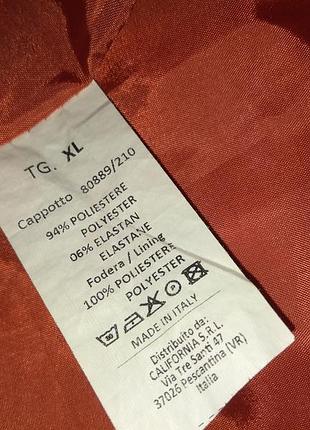 TG. XL
Cappotto 80889/210
94% POLIESTERE
POLYESTER
06% ELASTAN
ELASTANE
Fodera / Lining
100% POLIESTERE
POLYESTER
30
MADE IN ITALY
Distribuito da:
CALIFORNIA S.R.L.
Via Tre Santi 47
37026 Pescantina (VR)
Italia